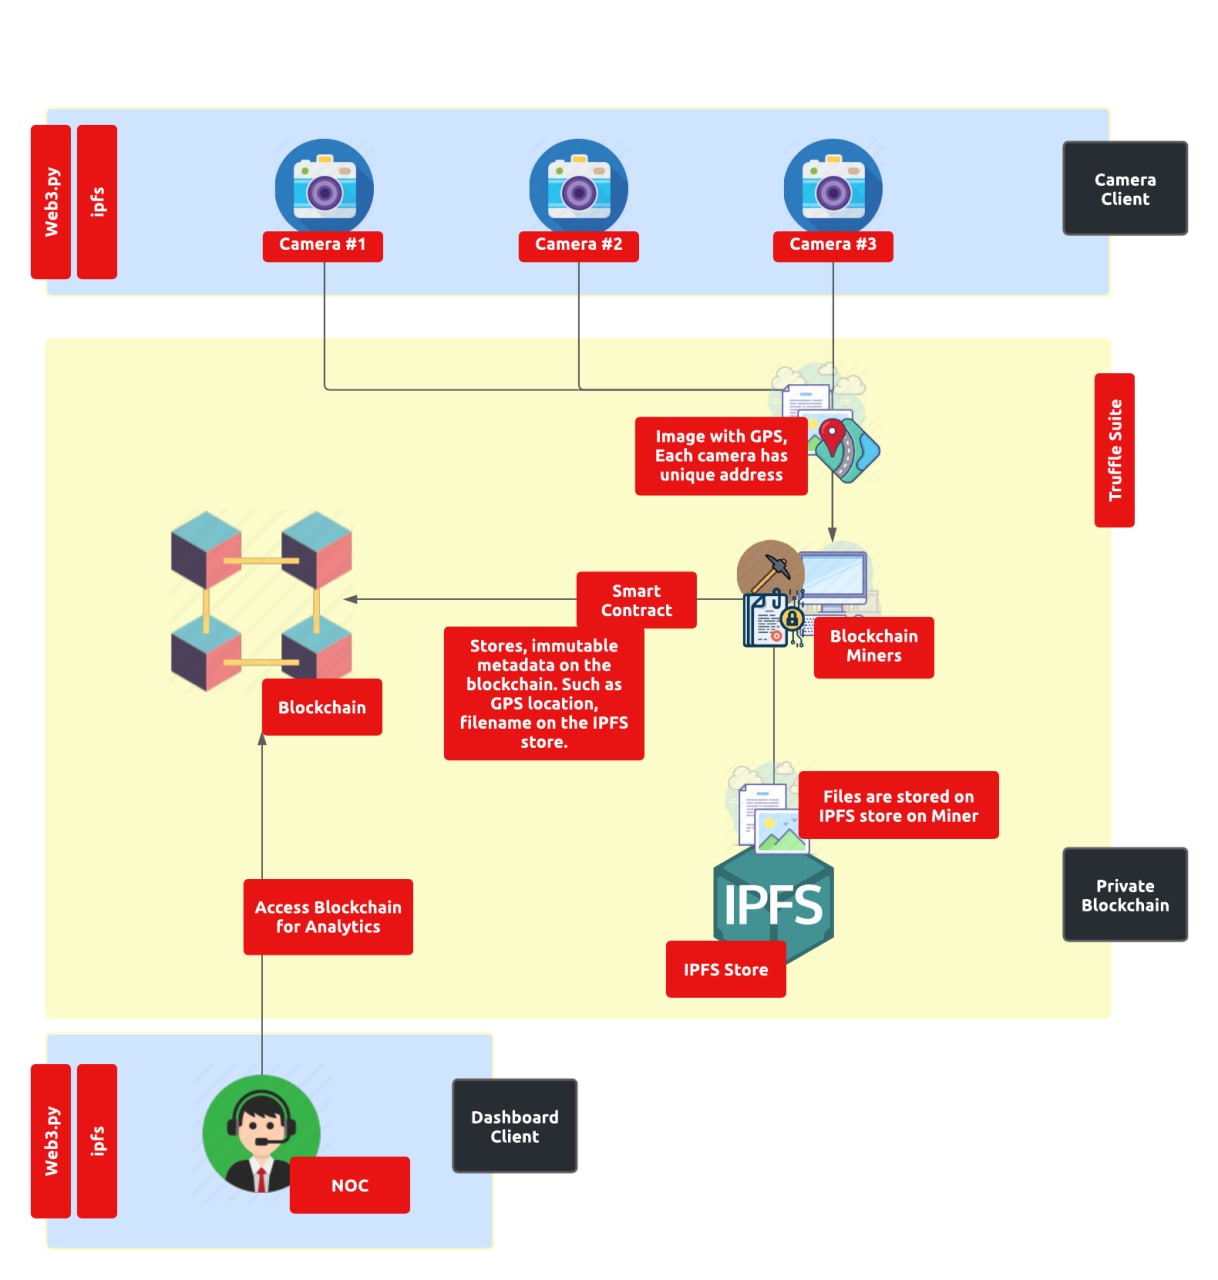 Web3.py
ipfs
Camera #1
Camera #2
Camera #3
Camera
Client
Image with GPS,
Each camera has
unique address
Truffle Suite
Smart
Contract
Stores, immutable
metadata on the
blockchain. Such as
GPS location,
filename on the IPFS
store.
Blockchain
Miners
Blockchain
Files are stored on
IPFS store on Miner
IPFS
IPFS Store
Private
Blockchain
Access Blockchain
for Analytics
Web3.py
ipfs
NOC
Dashboard
Client